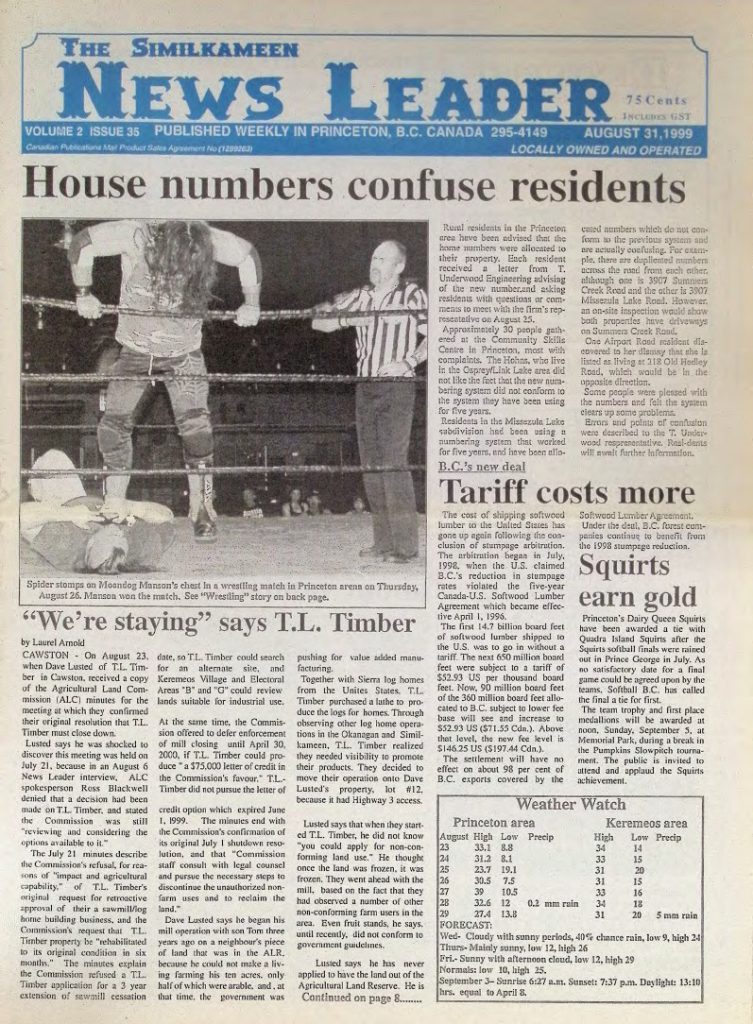 THE SIMILKAMEEN
NEWS LEADER
75 Cents
INCLUDES GST
VOLUME 2 ISSUE 35 PUBLISHED WEEKLY IN PRINCETON, B.C. CANADA 295-4149 AUGUST 31,1999
Canadian Publications Mail Product Sales Agreement No (1299263)
LOCALLY OWNED AND OPERATED
House numbers confuse residents
Rural residents in the Princeton
area have been advised that the
home numbers were allocated to
their property. Each resident
received a letter from T.
Underwood Engineering advising
of the new number,and asking
residents with questions or com-
ments to meet with the firm's rep-
resentative on August 25.
Approximately 30 people gath-
ered at the Community Skills
Centre in Princeton, most with
complaints. The Hohns, who live
in the Osprey/Link Lake area did
not like the fact that the new num-
bering system did not conform to
the system they have been using
for five years.
Residents in the Missezula Lake
subdivision had been using a
numbering system that worked
for five years, and have been allo-
cated numbers which do not con-
form to the previous system and
are actually confusing. For exam-
ple, there are duplicated numbers
across the road from each other,
although one is 3907 Summers
Creek Road and the other is 3907
Missezula Lake Road. However,
an on-site inspection would show
both properties have driveways
on Summers Creek Road.
One Airport Road resident dis-
covered to her dismay that she is
listed as living at 218 Old Hedley
Road, which would be in the
opposite direction.
Some people were pleased with
the numbers and felt the system
clears up some problems.
Errors and points of confusion
were described to the T. Under-
wood respresentative. Resi-dents
will await further information.
Spider stomps on Moondog Manson's chest in a wrestling match in Princeton arena on Thursday,
August 26. Manson won the match. See "Wrestling" story on back page.
B.C.'s new deal
Tariff costs more
The cost of shipping softwood
lumber to the United States has
gone up again following the con-
clusion of stumpage arbitration.
The arbitration began in July,
1998, when the U.S. claimed
B.C.'s reduction in stumpage
rates violated the five-year
Canada-U.S. Softwood Lumber
Agreement which became effec-
tive April 1, 1996.
The first 14.7 billion board feet
of softwood lumber shipped to
the U.S. was to go in without a
tariff. The next 650 million board
feet were subject to a tariff of
$52.93 US per thousand board
feet. Now, 90 million board feet
of the 360 million board feet allo-
cated to B.C. subject to lower fee
base will see and increase to
$52.93 US ($71.55 Cdn.). Above
that level, the new fee level is
$146.25 US ($197.44 Cdn.).
The settlement will have no
effect on about 98 per cent of
B.C. exports covered by the
Softwood Lumber Agreement.
Under the deal, B.C. forest com-
panies continue to benefit from
the 1998 stumpage reduction.
Squirts
earn gold
Princeton's Dairy Queen Squirts
have been awarded a tie with
Quadra Island Squirts after the
Squirts softball finals were rained
out in Prince George in July. As
no satisfactory date for a final
game could be agreed upon by the
teams, Softball B.C. has called
the final a tie for first.
The team trophy and first place
medallions will be awarded at
noon, Sunday, September 5, at
Memorial Park, during a break in
the Pumpkins Slowpitch tourna-
ment. The public is invited to
attend and applaud the Squirts
achievement.
"We're staying" says T.L. Timber
by Laurel Arnold
CAWSTON - On August 23,
when Dave Lusted of T.L. Tim-
ber in Cawston, received a copy
of the Agricultural Land Com-
mission (ALC) minutes for the
meeting at which they confirmed
their original resolution that T.L.
Timber must close down.
Lusted says he was shocked to
discover this meeting was held on
July 21, because in an August 6
News Leader interview, ALC
spokesperson Ross Blackwell
denied that a decision had been
made on T.L. Timber, and stated
the Commission was still
"reviewing and considering the
options available to it."
The July 21 minutes describe
the Commission's refusal, for rea-
sons of "impact and agricultural
capability," of T.L. Timber's
original request for retroactive
approval of their a sawmill/log
home building business, and the
Commission's request that T.L.
Timber property be "rehabilitated
to its original condition in six
months." The minutes explain
the Commission refused a T.L.
Timber application for a 3 year
extension of sawmill cessation
date, so T.L. Timber could search
for an alternate site, and
Keremeos Village and Electoral
Areas "B" and "G" could review
lands suitable for industrial use.
At the same time, the Commis-
sion offered to defer enforcement
of mill closing until April 30,
2000, if T.L. Timber could pro-
duce "a $75,000 letter of credit in
the Commission's favour." T.L.-
Timber did not pursue the letter of
credit option which expired June
1, 1999. The minutes end with
the Commission's confirmation of
its original July 1 shutdown reso-
lution, and that "Commission
staff consult with legal counsel
and pursue the necessary steps to
discontinue the unauthorized non-
farm uses and to reclaim the
land."
Dave Lusted says he began his
mill operation with son Tom three
years ago on a neighbour's piece
of land that was in the ALR,
because he could not make a liv-
ing farming his ten acres, only
half of which were arable, and, at
that time, the government was
pushing for value added manu-
facturing.
Together with Sierra log homes
from the Unites States, T.L.
Timber purchased a lathe to pro-
duce the logs for homes. Through
observing other log home opera-
tions in the Okanagan and Simil-
kameen, T.L. Timber realized
they needed visibility to promote
their products. They decided to
move their operation onto Dave
Lusted's property, lot #12,
because it had Highway 3 access.
Lusted says that when they start-
ed T.L. Timber, he did not know
"you could apply for non-con-
forming land use." He thought
once the land was frozen, it was
frozen. They went ahead with the
mill, based on the fact that they
had observed a number of other
non-conforming farm users in the
area. Even fruit stands, he says,
until recently, did not conform to
government guidelines.
Lusted says he has never
applied to have the land out of the
Agricultural Land Reserve. He is
Continued on page 8........
Weather Watch
Princeton area Keremeos area
August High Low Precip High Low Precip
23 33.1 8.8 34 14
24 31.2 8.1 33 15
25 23.7 19.1 31 20
26 30.5 7.5 31 15
27 39 10.5 33 16
28 32.6 12 0.2 mm rain 34 18
29 27.4 13.8 31 20 5 mm rain
FORECAST:
Wed- Cloudy with sunny periods, 40% chance rain, low 9, high 24
Thurs- Mainly sunny, low 12, high 26
Fri.- Sunny with afternoon cloud, low 12, high 29
Normals: low 10, high 25.
September 3- Sunrise 6:27 a.m. Sunset: 7:37 p.m. Daylight: 13:10
hrs. equal to April 8.